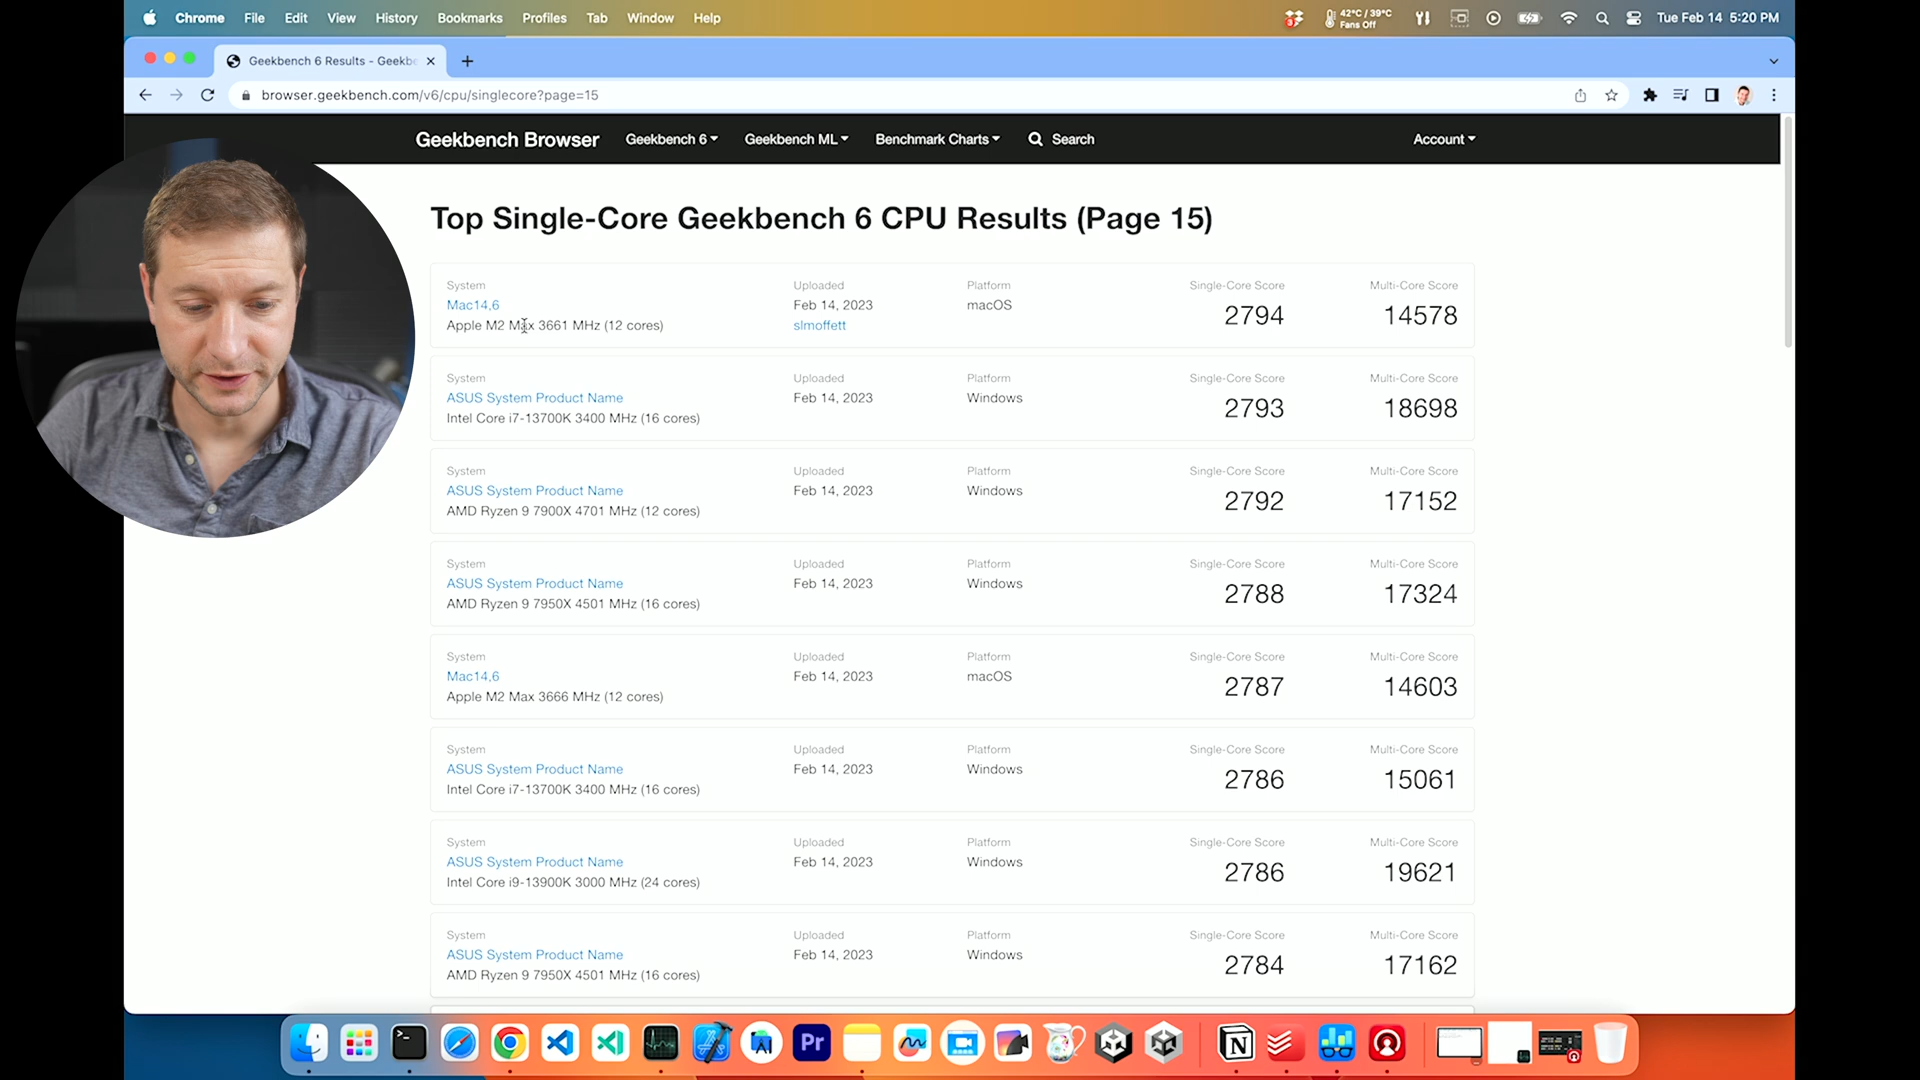 Chrome File Edit View History Bookmarks Profiles Tab Window Help
42°C / 39°C
Fans Off
Tue Feb 14 5:20 PM
Geekbench 6 Results - Geekbe
browser.geekbench.com/v6/cpu/singlecore?page=15
Geekbench Browser Geekbench 6 Geekbench ML Benchmark Charts Search Account
Top Single-Core Geekbench 6 CPU Results (Page 15)
System Uploaded Platform Single-Core Score Multi-Core Score
Mac14,6 Feb 14, 2023 macOS 2794 14578
Apple M2 Max 3661 MHz (12 cores) slmoffett
System Uploaded Platform Single-Core Score Multi-Core Score
ASUS System Product Name Feb 14, 2023 Windows 2793 18698
Intel Core i7-13700K 3400 MHz (16 cores)
System Uploaded Platform Single-Core Score Multi-Core Score
ASUS System Product Name Feb 14, 2023 Windows 2792 17152
AMD Ryzen 9 7900X 4701 MHz (12 cores)
System Uploaded Platform Single-Core Score Multi-Core Score
ASUS System Product Name Feb 14, 2023 Windows 2788 17324
AMD Ryzen 9 7950X 4501 MHz (16 cores)
System Uploaded Platform Single-Core Score Multi-Core Score
Mac14,6 Feb 14, 2023 macOS 2787 14603
Apple M2 Max 3666 MHz (12 cores)
System Uploaded Platform Single-Core Score Multi-Core Score
ASUS System Product Name Feb 14, 2023 Windows 2786 15061
Intel Core i7-13700K 3400 MHz (16 cores)
System Uploaded Platform Single-Core Score Multi-Core Score
ASUS System Product Name Feb 14, 2023 Windows 2786 19621
Intel Core i9-13900K 3000 MHz (24 cores)
System Uploaded Platform Single-Core Score Multi-Core Score
ASUS System Product Name Feb 14, 2023 Windows 2784 17162
AMD Ryzen 9 7950X 4501 MHz (16 cores)
Pr